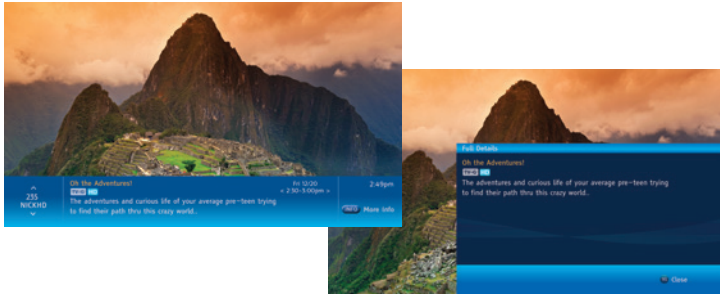 Oh the Adventures!
Fri 12/20
2:49pm
TV-G HD
< 2:30-3:00pm >
255
NICKHD
The adventures and curious life of your average pre-teen trying
to find their path thru this crazy world..
INFO More Info
Full Details
Oh the Adventures!
TV-G HD
The adventures and curious life of your average pre-teen trying
to find their path thru this crazy world..
Close